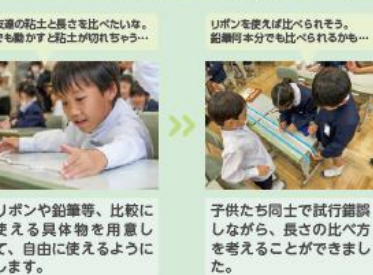 友達の粘土と長さを比べたいな。
でも動かすと粘土が切れちゃう…
リボンを使えば比べられそう。
鉛筆何本分でも比べられるかも…
リボンや鉛筆等、比較に
使える具体物を用意し
て、自由に使えるように
します。
子供たち同士で試行錯誤
しながら、長さの比べ方
を考えることができまし
た。